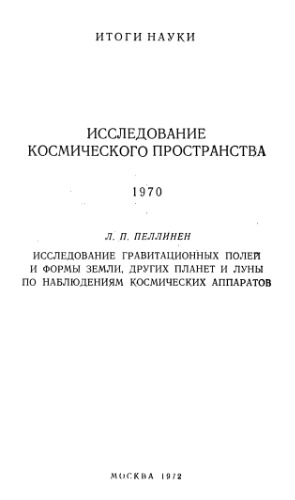 ИТОГИ НАУКИ
ИССЛЕДОВАНИЕ
КОСМИЧЕСКОГО ПРОСТРАНСТВА
1970
Л. П. ПЕЛЛИНЕН
ИССЛЕДОВАНИЕ ГРАВИТАЦИОННЫХ ПОЛЕЙ
И ФОРМЫ ЗЕМЛИ, ДРУГИХ ПЛАНЕТ И ЛУНЫ
ПО НАБЛЮДЕНИЯМ КОСМИЧЕСКИХ АППАРАТОВ
МОСКВА 1972